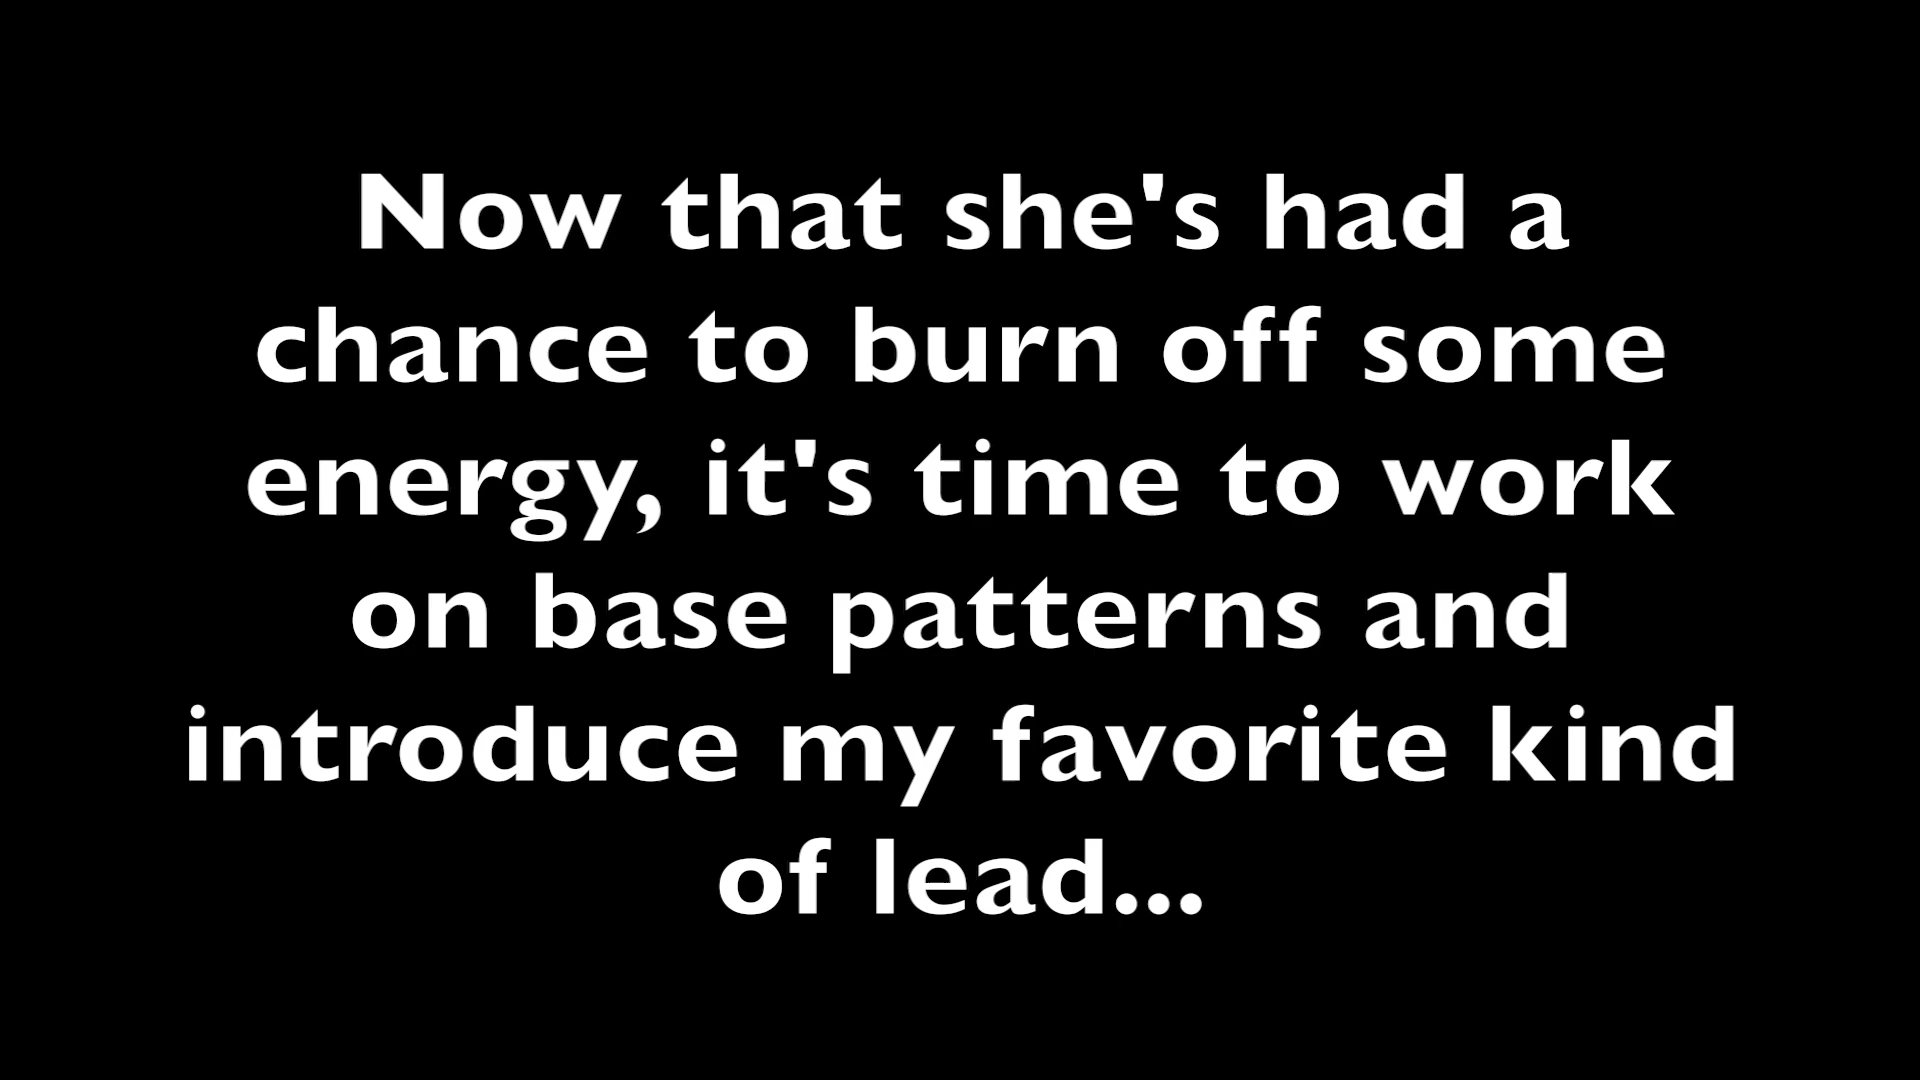 Now that she's had a
chance to burn off some
energy, it's time to work
on base patterns and
introduce my favorite kind
of lead...